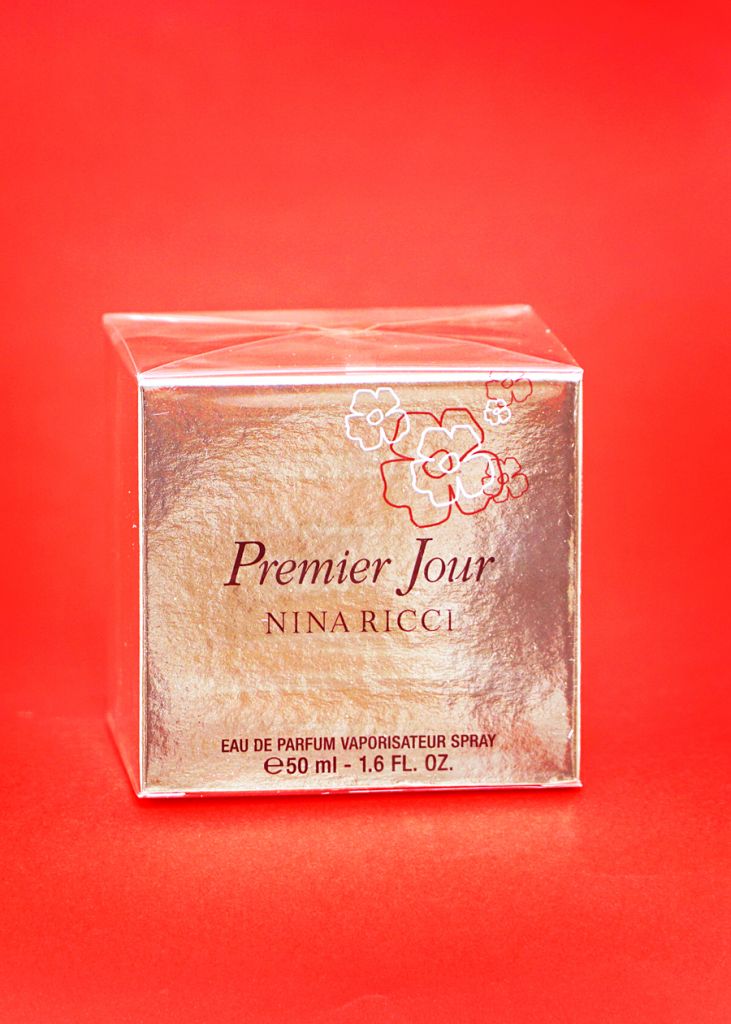 Premier Jour
NINA RICCI
EAU DE PARFUM VAPORISATEUR SPRAY
℮50 ml - 1.6 FL. OZ.